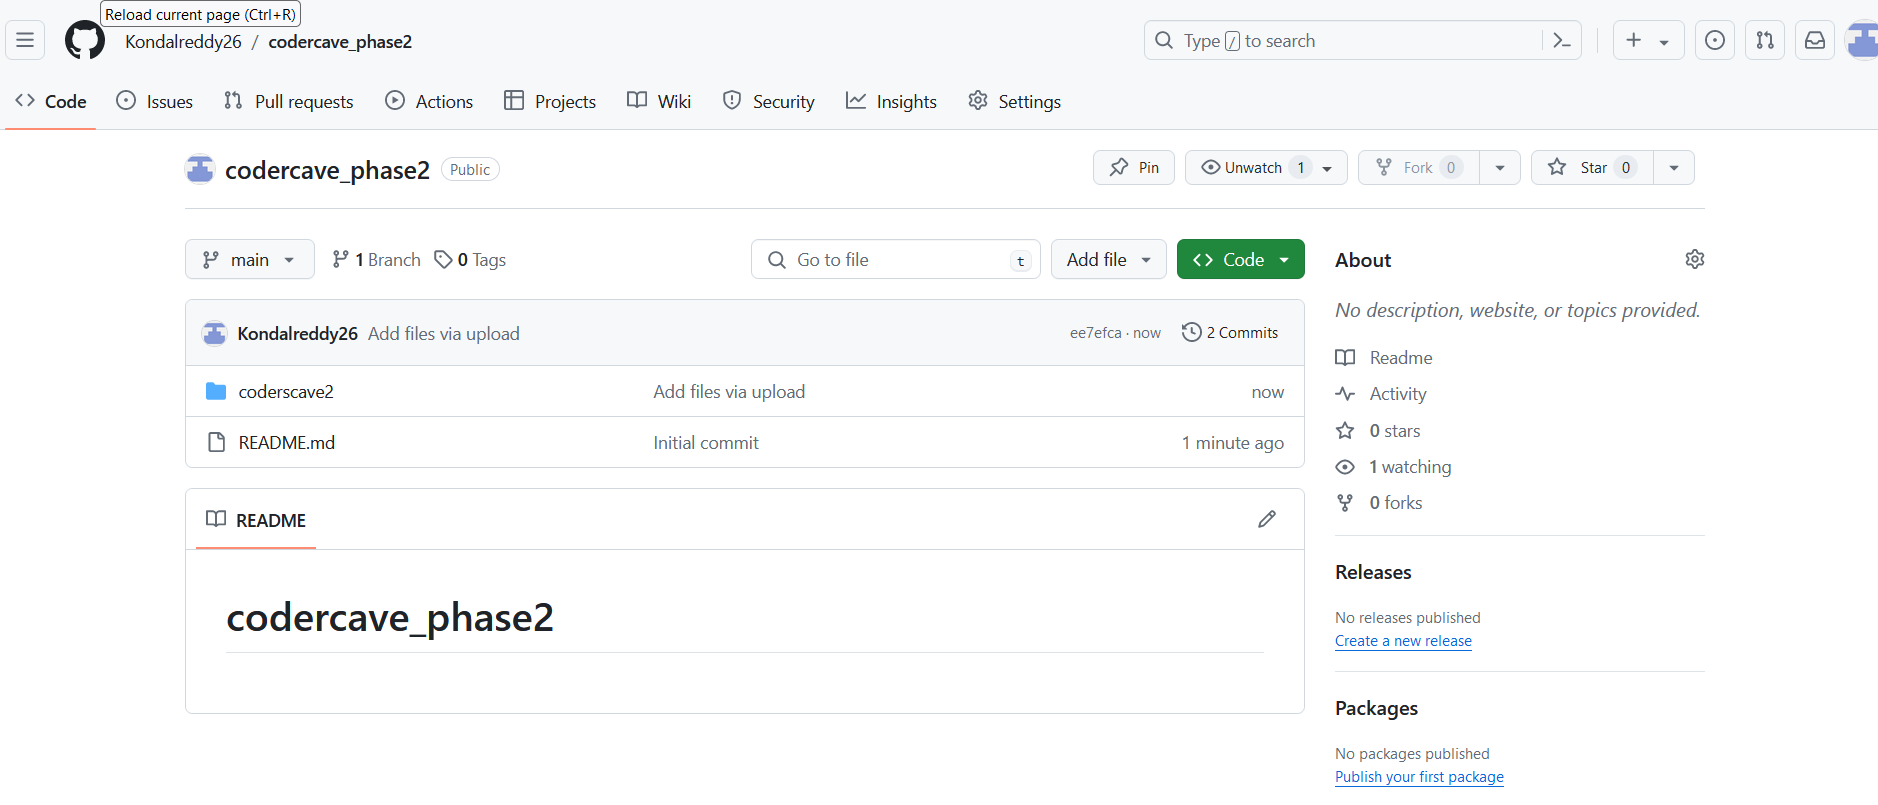 Reload current page (Ctrl+R)
Kondalreddy26 / codercave_phase2
Type / to search
Code Issues Pull requests Actions Projects Wiki Security Insights Settings
codercave_phase2 Public
Pin Unwatch 1 Fork 0 Star 0
main 1 Branch 0 Tags Go to file t Add file Code
Kondalreddy26 Add files via upload ee7efca · now 2 Commits
coderscave2 Add files via upload now
README.md Initial commit 1 minute ago
README
codercave_phase2
About
No description, website, or topics provided.
Readme
Activity
0 stars
1 watching
0 forks
Releases
No releases published
Create a new release
Packages
No packages published
Publish your first package